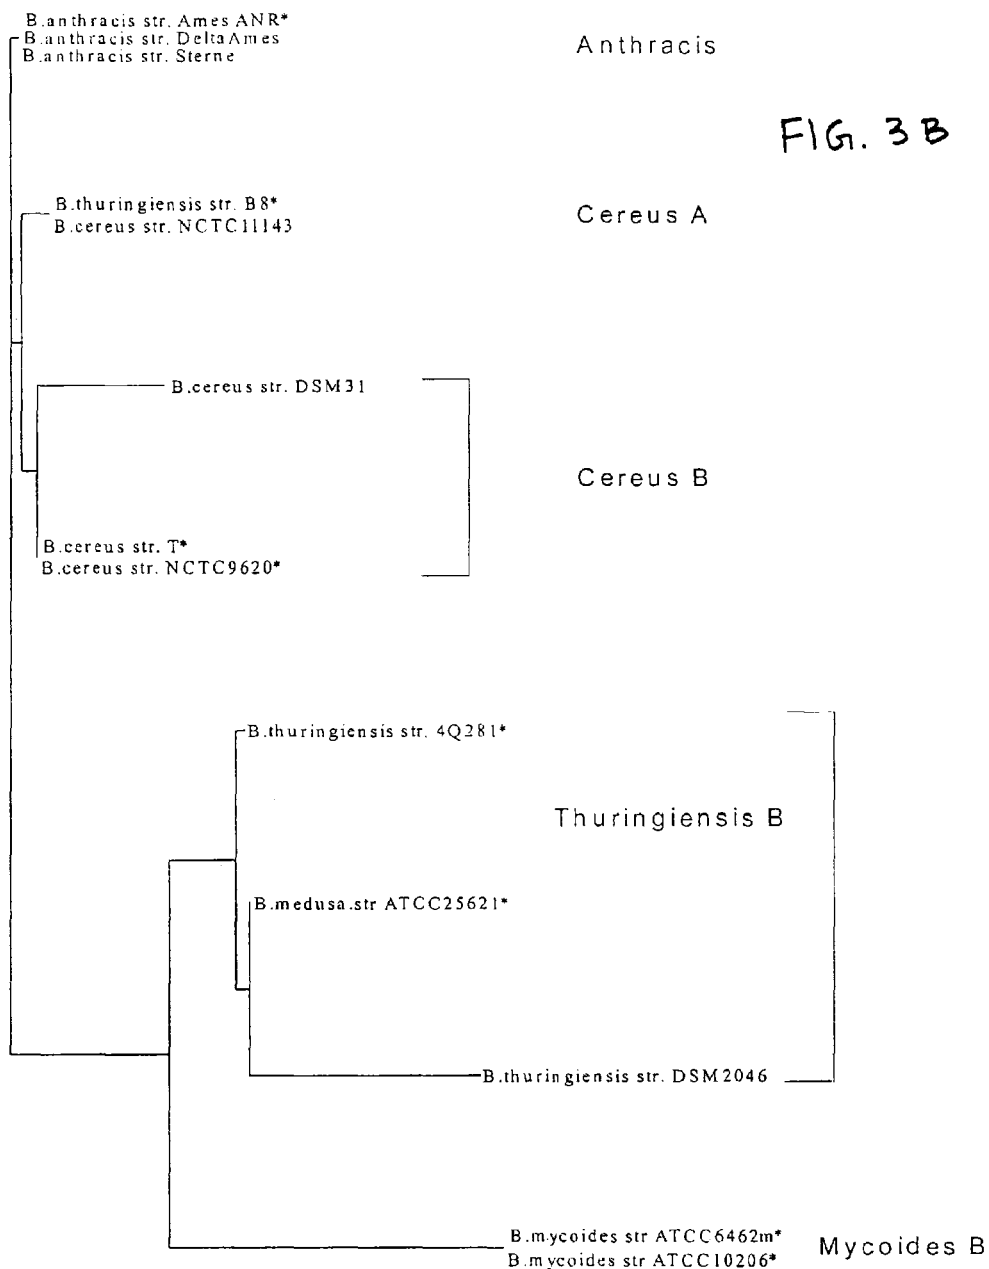 B.anthracis str. Ames ANR*
B.anthracis str. DeltaAmes
B.anthracis str. Sterne
Anthracis
FIG. 3B
B.thuringiensis str. B8*
B.cereus str. NCTC11143
Cereus A
B.cereus str. DSM31
Cereus B
B.cereus str. T*
B.cereus str. NCTC9620*
B.thuringiensis str. 4Q281*
Thuringiensis B
B.medusa.str ATCC25621*
B.thuringiensis str. DSM2046
B.mycoides str ATCC6462m*
B.mycoides str ATCC10206*
Mycoides B